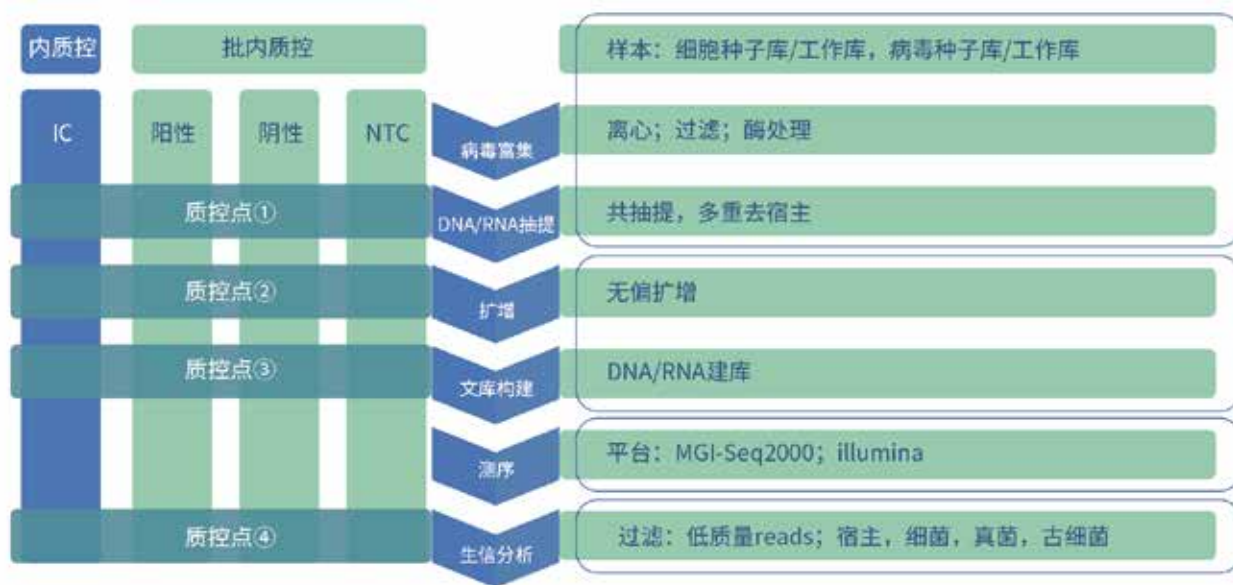 内质控
批内质控
样本：细胞种子库/工作库，病毒种子库/工作库
IC
阳性
阴性
NTC
病毒富集
离心；过滤；酶处理
质控点①
DNA/RNA抽提
共抽提，多重去宿主
质控点②
扩增
无偏扩增
质控点③
文库构建
DNA/RNA建库
测序
平台：MGI-Seq2000；illumina
质控点④
生信分析
过滤：低质量reads；宿主，细菌，真菌，古细菌